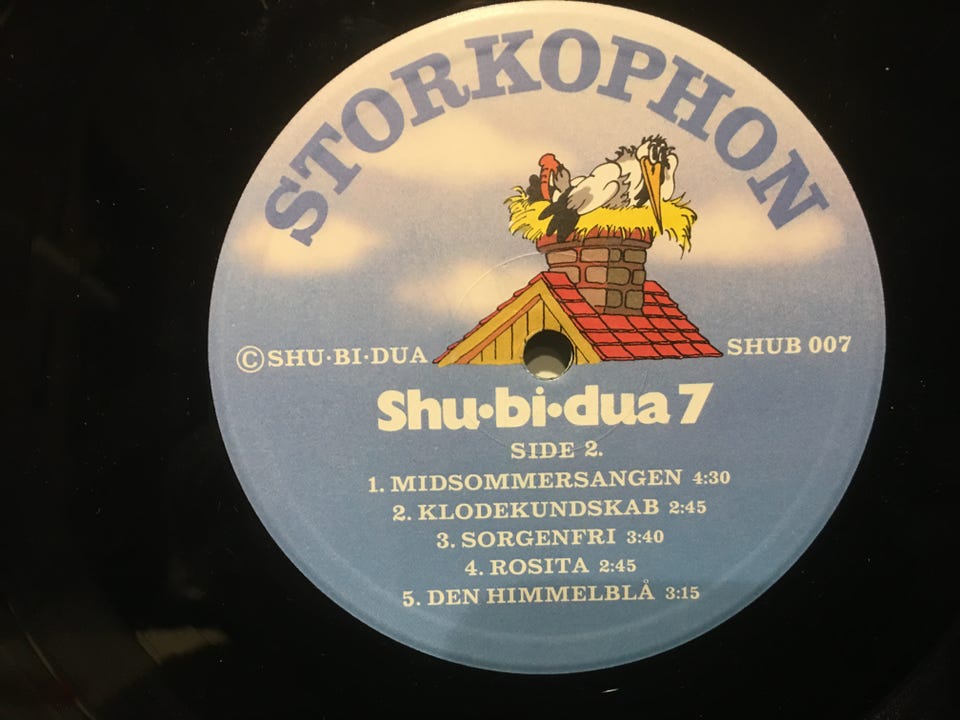 STORKOPHON
©SHU·BI·DUA
SHUB 007
Shu·bi·dua 7
SIDE 2.
1. MIDSOMMERSANGEN 4:30
2. KLODEKUNDSKAB 2:45
3. SORGENFRI 3:40
4. ROSITA 2:45
5. DEN HIMMELBLÅ 3:15